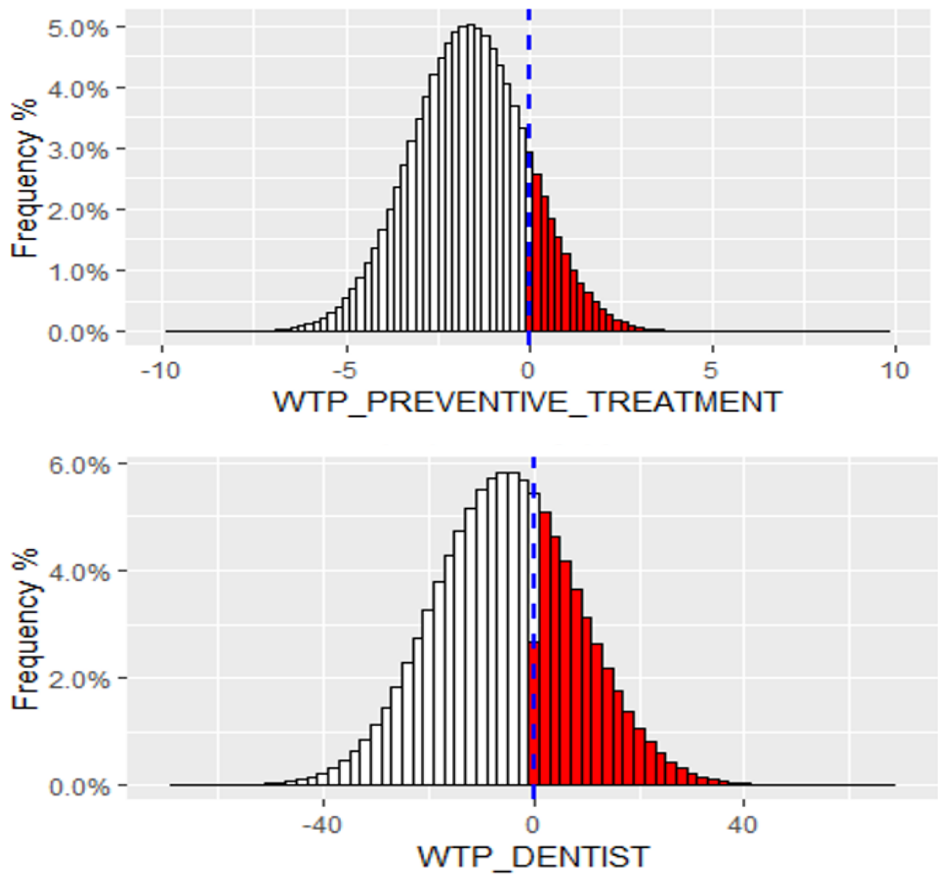 5.0%
4.0%
3.0%
2.0%
1.0%
0.0%
Frequency %
-10 -5 0 5 10
WTP_PREVENTIVE_TREATMENT
6.0%
4.0%
2.0%
0.0%
Frequency %
-40 0 40
WTP_DENTIST